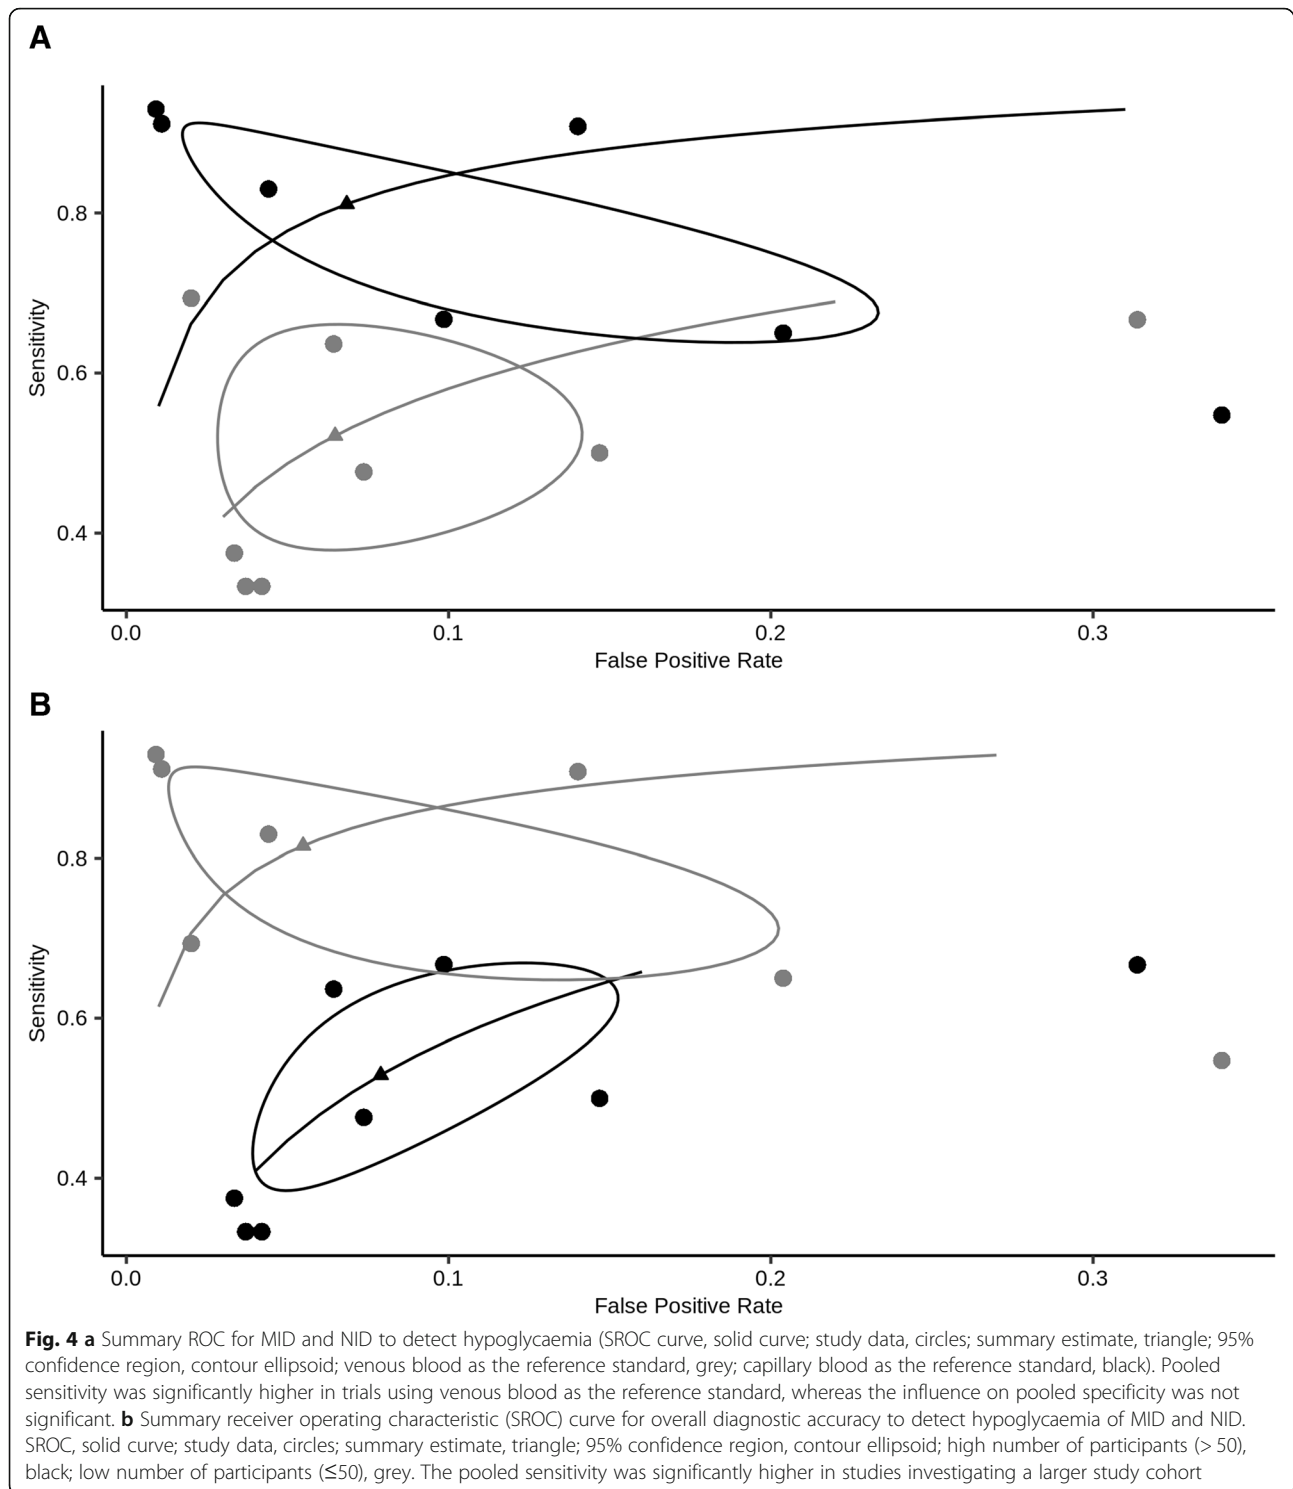 A
Sensitivity
0.8
0.6
0.4
0.0 0.1 0.2 0.3
False Positive Rate
B
Sensitivity
0.8
0.6
0.4
0.0 0.1 0.2 0.3
False Positive Rate
Fig. 4 a Summary ROC for MID and NID to detect hypoglycaemia (SROC curve, solid curve; study data, circles; summary estimate, triangle; 95%
confidence region, contour ellipsoid; venous blood as the reference standard, grey; capillary blood as the reference standard, black). Pooled
sensitivity was significantly higher in trials using venous blood as the reference standard, whereas the influence on pooled specificity was not
significant. b Summary receiver operating characteristic (SROC) curve for overall diagnostic accuracy to detect hypoglycaemia of MID and NID.
SROC, solid curve; study data, circles; summary estimate, triangle; 95% confidence region, contour ellipsoid; high number of participants (> 50),
black; low number of participants (≤50), grey. The pooled sensitivity was significantly higher in studies investigating a larger study cohort